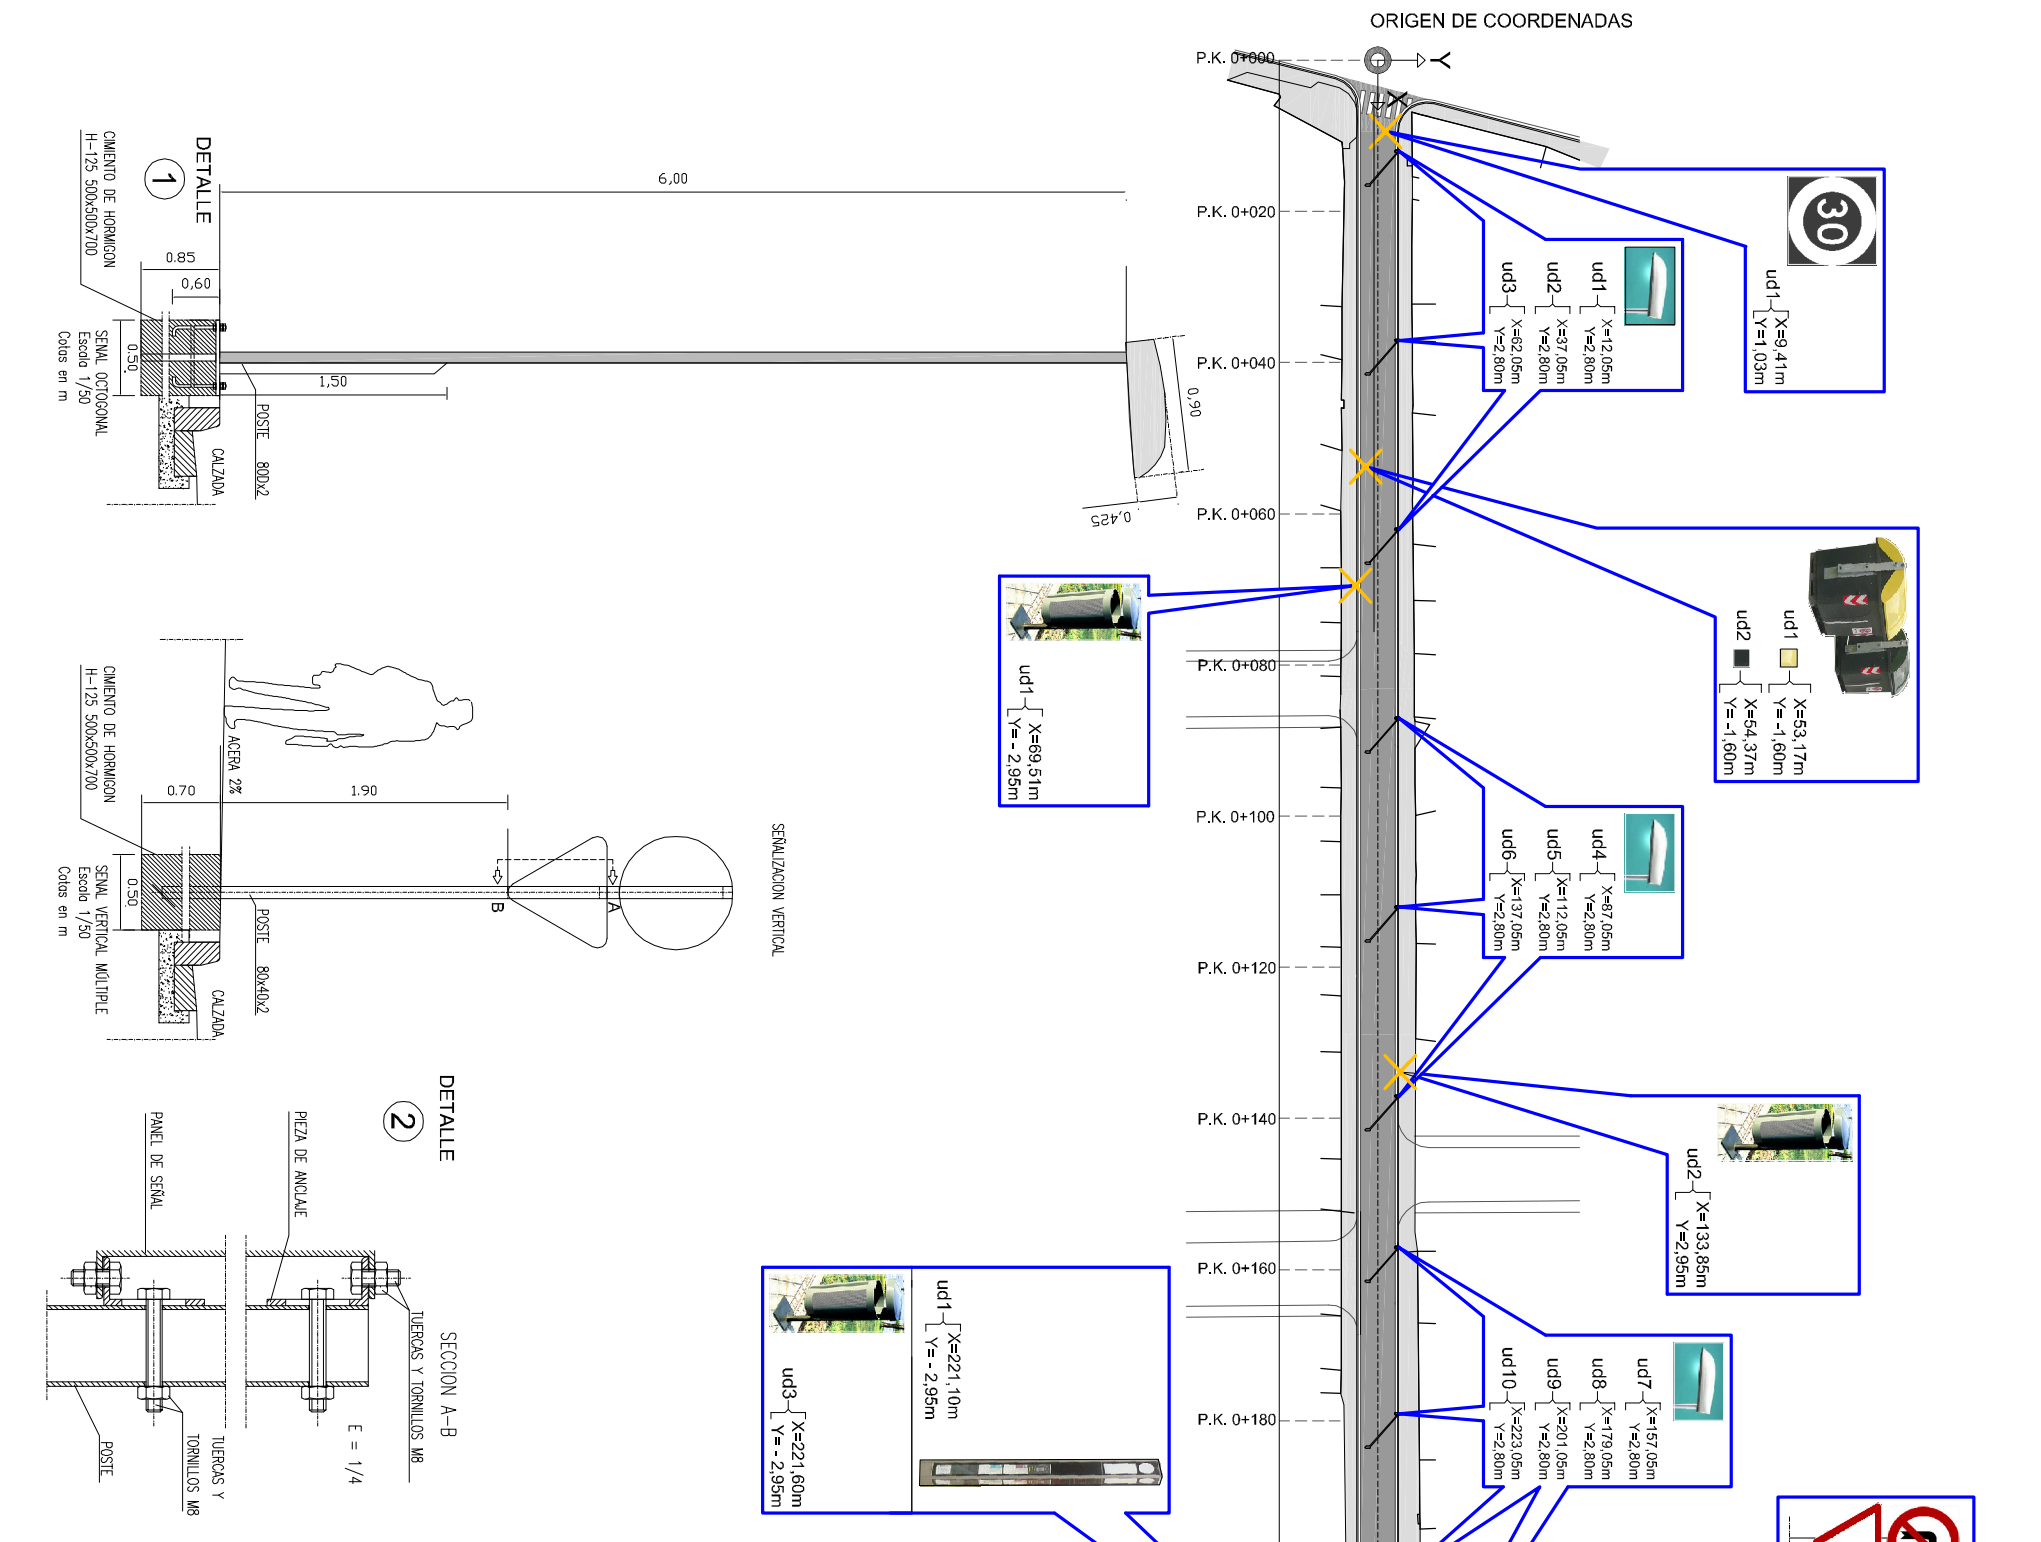 ORIGEN DE COORDENADAS
Y
X
P.K. 0+000
P.K. 0+020
P.K. 0+040
P.K. 0+060
P.K. 0+080
P.K. 0+100
P.K. 0+120
P.K. 0+140
P.K. 0+160
P.K. 0+180
30
ud1 X=9,41m
Y=1,03m
ud1 X=12,05m
Y=2,80m
ud2 X=37,05m
Y=2,80m
ud3 X=62,05m
Y=2,80m
ud1 X=53,17m
Y= -1,60m
ud2 X=54,37m
Y= -1,60m
ud1 X=69,51m
Y= - 2,95m
ud4 X=87,05m
Y=2,80m
ud5 X=112,05m
Y=2,80m
ud6 X=137,05m
Y=2,80m
ud2 X=133,85m
Y=2,95m
ud7 X=157,05m
Y=2,80m
ud8 X=179,05m
Y=2,80m
ud9 X=201,05m
Y=2,80m
ud10 X=223,05m
Y=2,80m
ud1 X=221,10m
Y= - 2,95m
ud3 X=221,60m
Y= - 2,95m
DETALLE
1
CIMIENTO DE HORMIGON
H-125 500x500x700
0.85
0,60
0.50
6,00
1,50
0,90
0,425
POSTE 80Dx2
CALZADA
SEÑAL OCTOGONAL
Escala 1/50
Cotas en m
CIMIENTO DE HORMIGON
H-125 500x500x700
ACERA 2%
0.70
1.90
0.50
B
A
POSTE 80x40x2
CALZADA
SEÑAL VERTICAL MÚLTIPLE
Escala 1/50
Cotas en m
SEÑALIZACION VERTICAL
DETALLE
2
PANEL DE SEÑAL
PIEZA DE ANCLAJE
TUERCAS Y TORNILLOS M8
SECCION A-B
E = 1/4
TUERCAS Y
TORNILLOS M8
POSTE